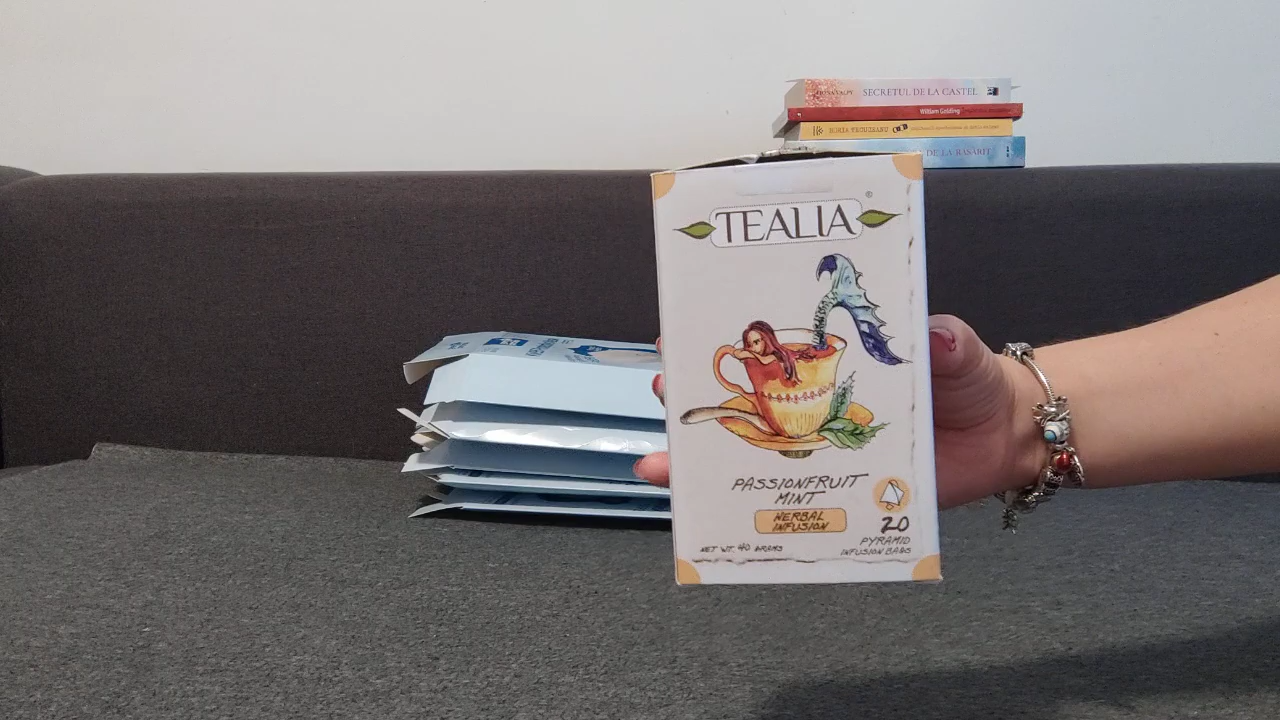 SECRETUL DE LA CASTEL
William Golding
DE LA RĂSĂRIT
®
TEALIA
PASSIONFRUIT
MINT
HERBAL
INFUSION
20
PYRAMID
INFUSION BAGS
NET WT. 40 GRAMS